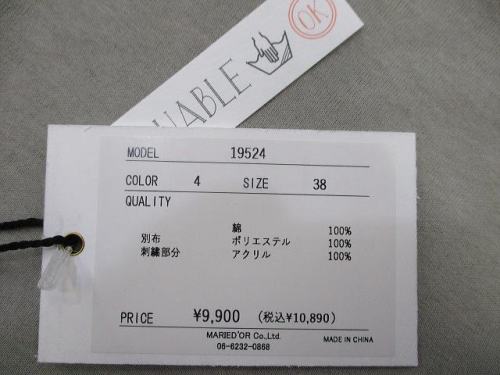 OK
HABLE
MODEL 19524
COLOR 4 SIZE 38
QUALITY
綿 100%
別布 ポリエステル 100%
刺繍部分 アクリル 100%
PRICE ¥9,900 (税込¥10,890)
MARIED'OR Co.,Ltd.
06-6232-0868
MADE IN CHINA